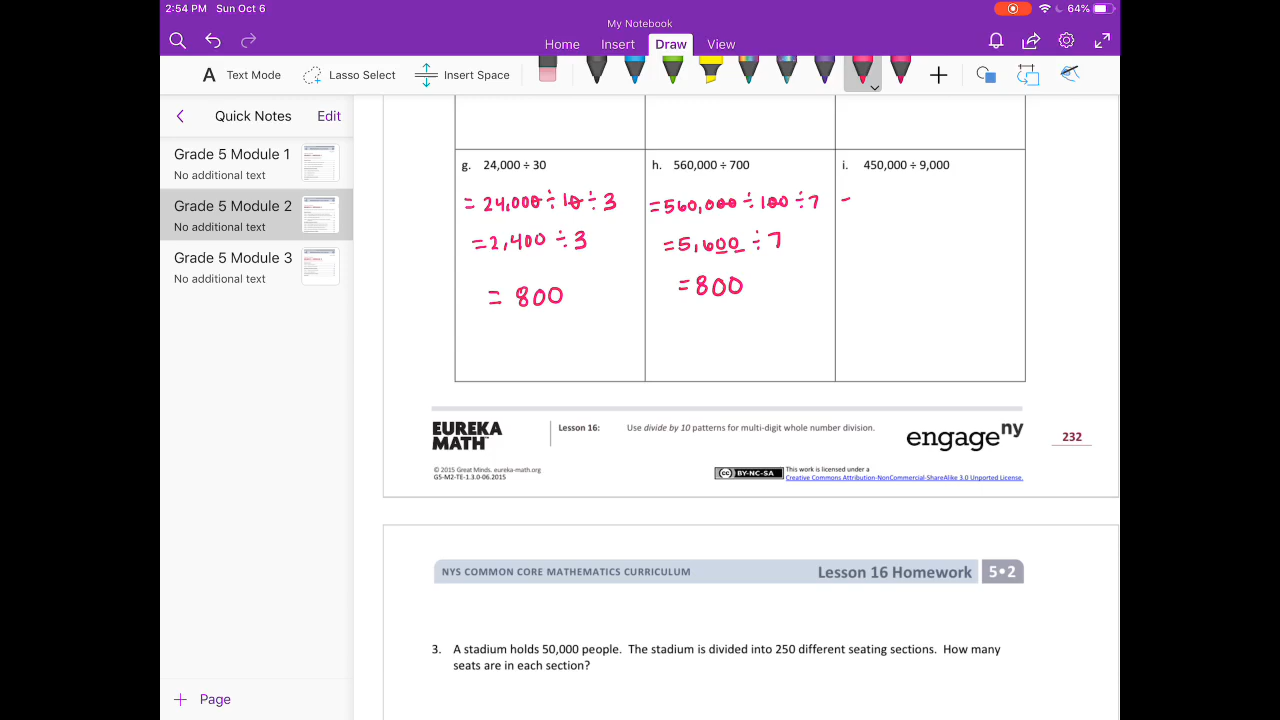 2:54 PM Sun Oct 6
64%
My Notebook
Home Insert Draw View
A Text Mode Lasso Select Insert Space
Quick Notes Edit
Grade 5 Module 1
No additional text
Grade 5 Module 2
No additional text
Grade 5 Module 3
No additional text
+ Page
g. 24,000 ÷ 30
= 24,000 ÷ 10 ÷ 3
= 2,400 ÷ 3
= 800
h. 560,000 ÷ 700
= 560,000 ÷ 100 ÷ 7
= 5,600 ÷ 7
= 800
i. 450,000 ÷ 9,000
EUREKA
MATH™
Lesson 16: Use divide by 10 patterns for multi-digit whole number division.
engageny
232
© 2015 Great Minds. eureka-math.org
G5-M2-TE-1.3.0-06.2015
cc BY-NC-SA
This work is licensed under a
Creative Commons Attribution-NonCommercial-ShareAlike 3.0 Unported License.
NYS COMMON CORE MATHEMATICS CURRICULUM
Lesson 16 Homework 5•2
3. A stadium holds 50,000 people. The stadium is divided into 250 different seating sections. How many
seats are in each section?